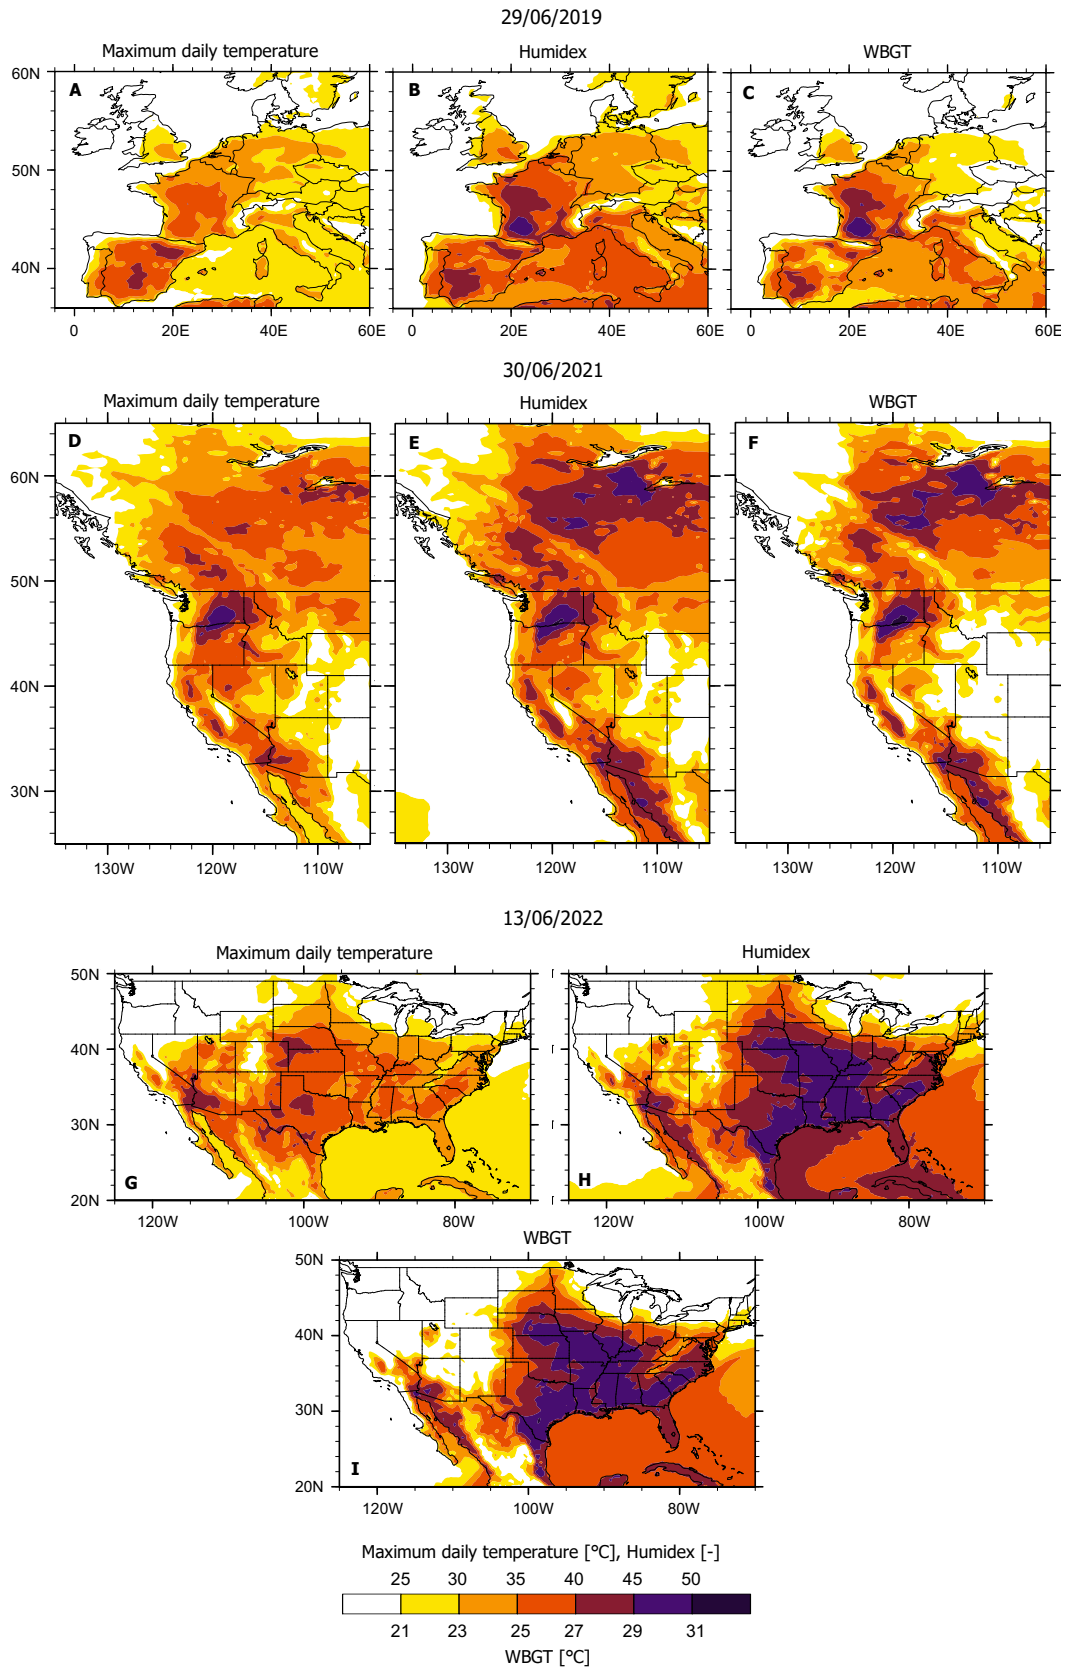 29/06/2019
Maximum daily temperature Humidex WBGT
60N A B C
50N
40N
0 20E 40E 60E 0 20E 40E 60E 0 20E 40E 60E
30/06/2021
Maximum daily temperature Humidex WBGT
D E F
60N
50N
40N
30N
130W 120W 110W 130W 120W 110W 130W 120W 110W
13/06/2022
Maximum daily temperature Humidex
50N
40N
30N
G H
20N
120W 100W 80W 120W 100W 80W
WBGT
50N
40N
30N
I
20N
120W 100W 80W
Maximum daily temperature [°C], Humidex [-]
25 30 35 40 45 50
21 23 25 27 29 31
WBGT [°C]